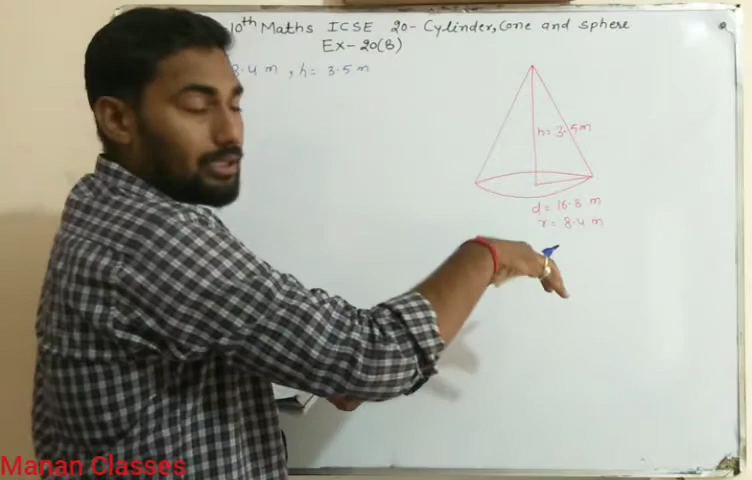 10th Maths ICSE 20- Cylinder, Cone and sphere
Ex- 20(B)
8.4 m , h= 3.5 m
h= 3.5m
d= 16.8 m
r= 8.4 m
Manan Classes